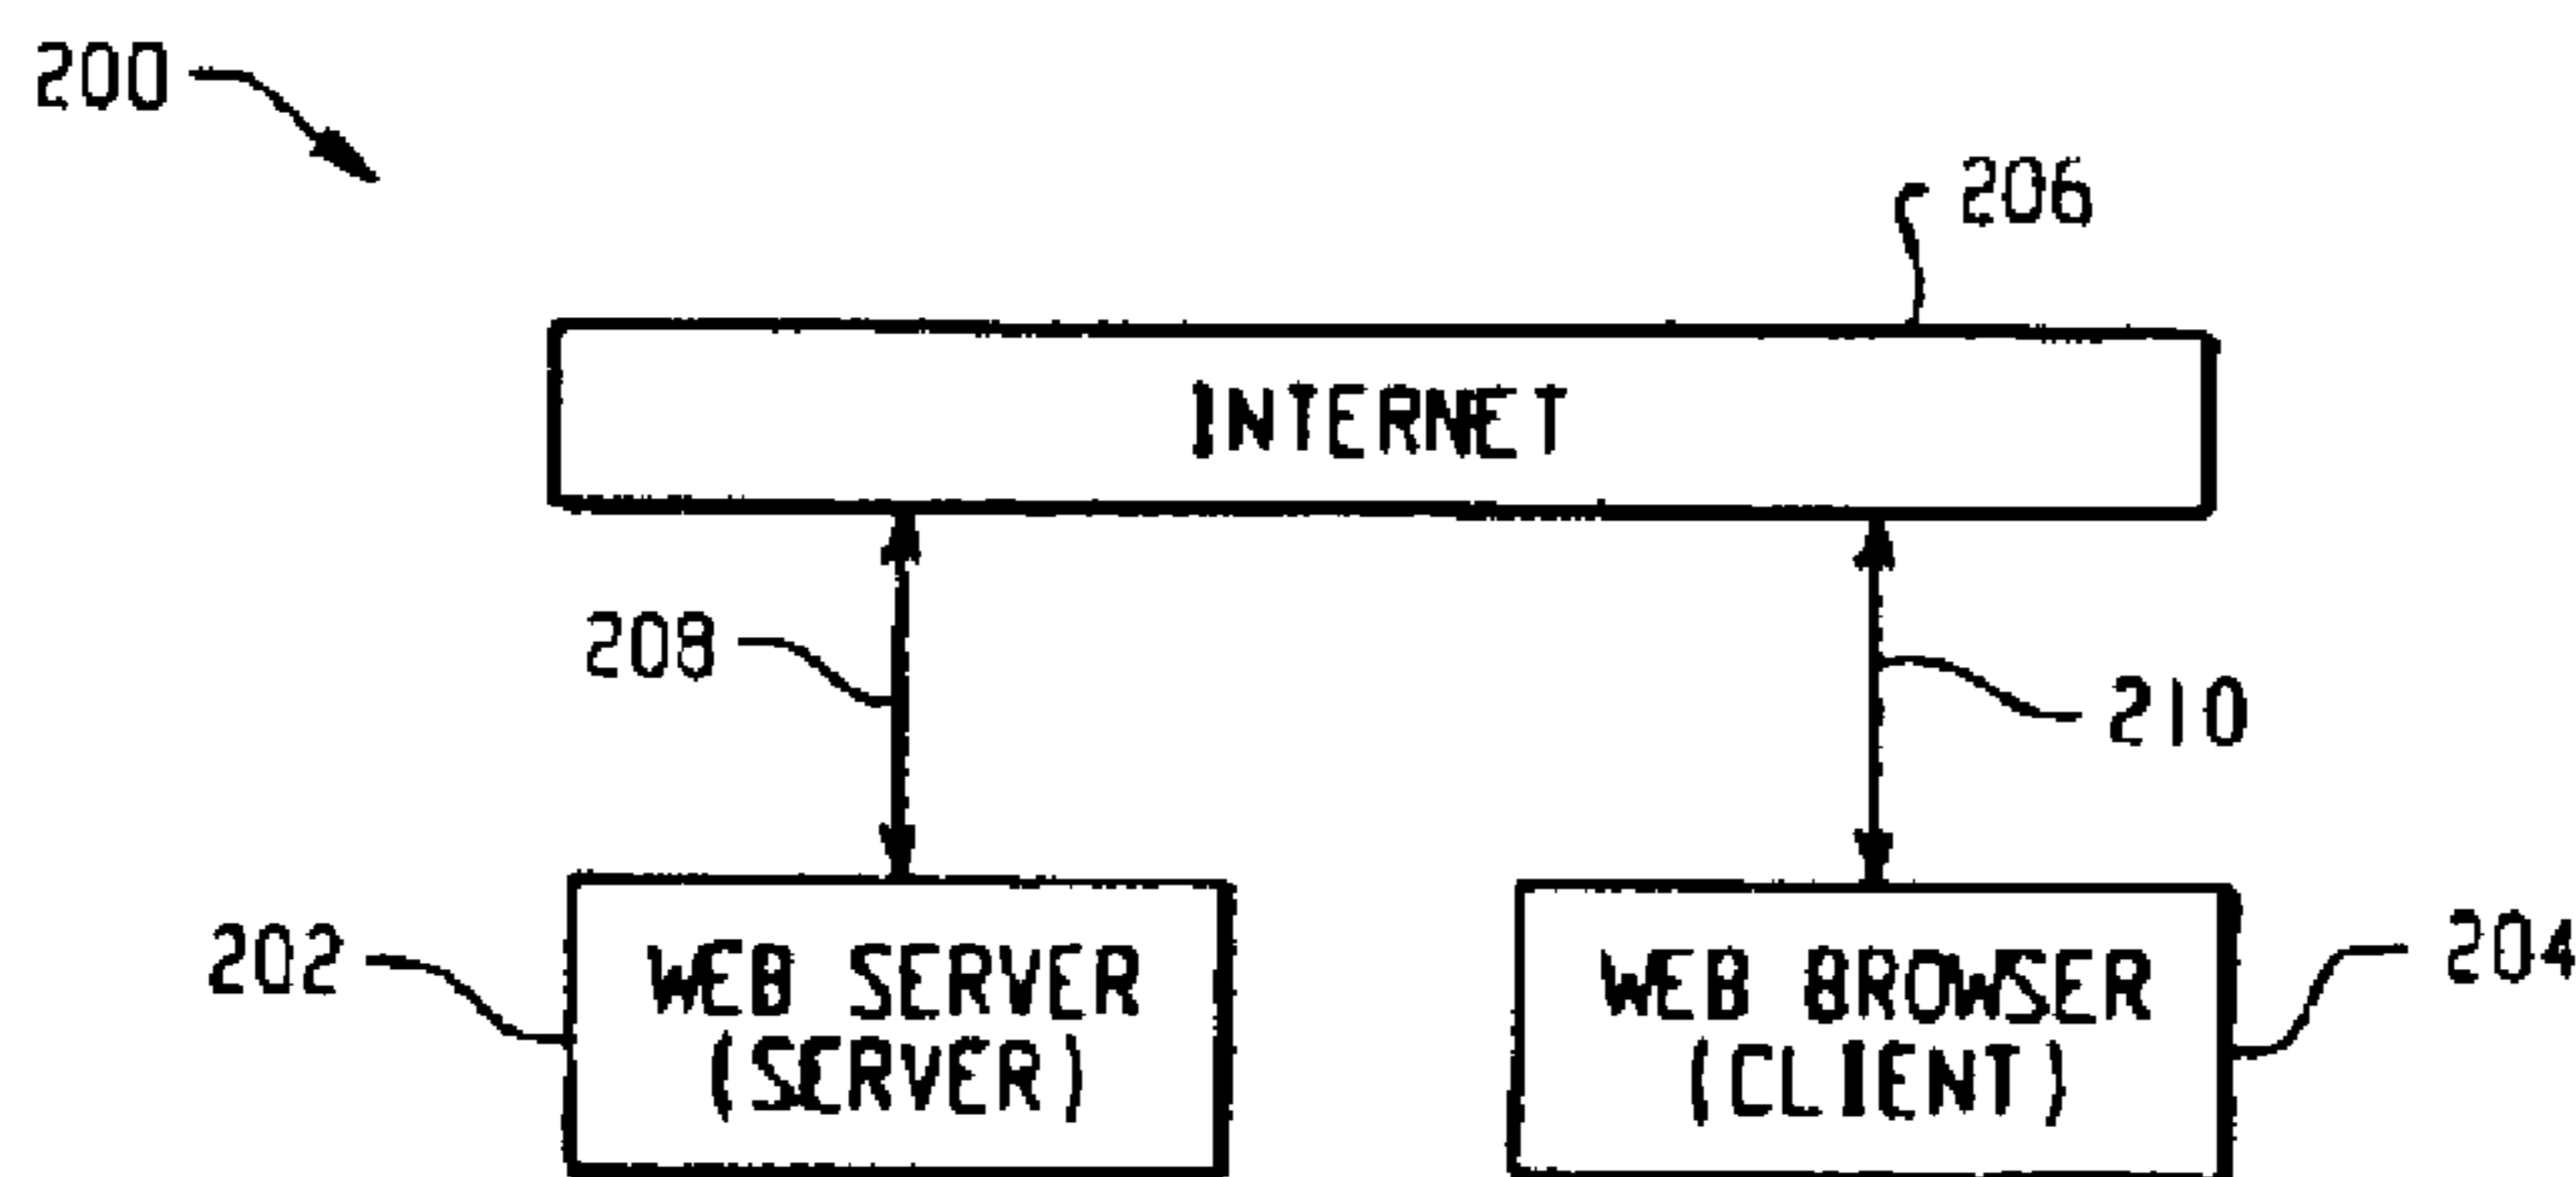 200
206
INTERNET
208
210
202
WEB SERVER
(SERVER)
WEB BROWSER
(CLIENT)
204